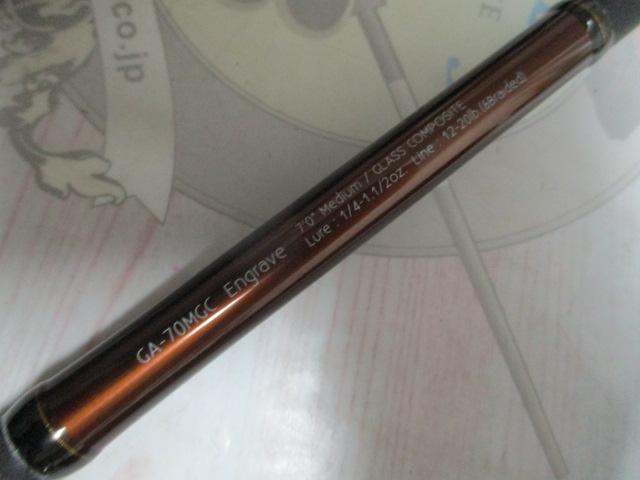 GA-70MGC Engrave
7'0" Medium / GLASS COMPOSITE
Lure : 1/4-1.1/2oz. Line : 12-20lb (&Braided)
co.jp